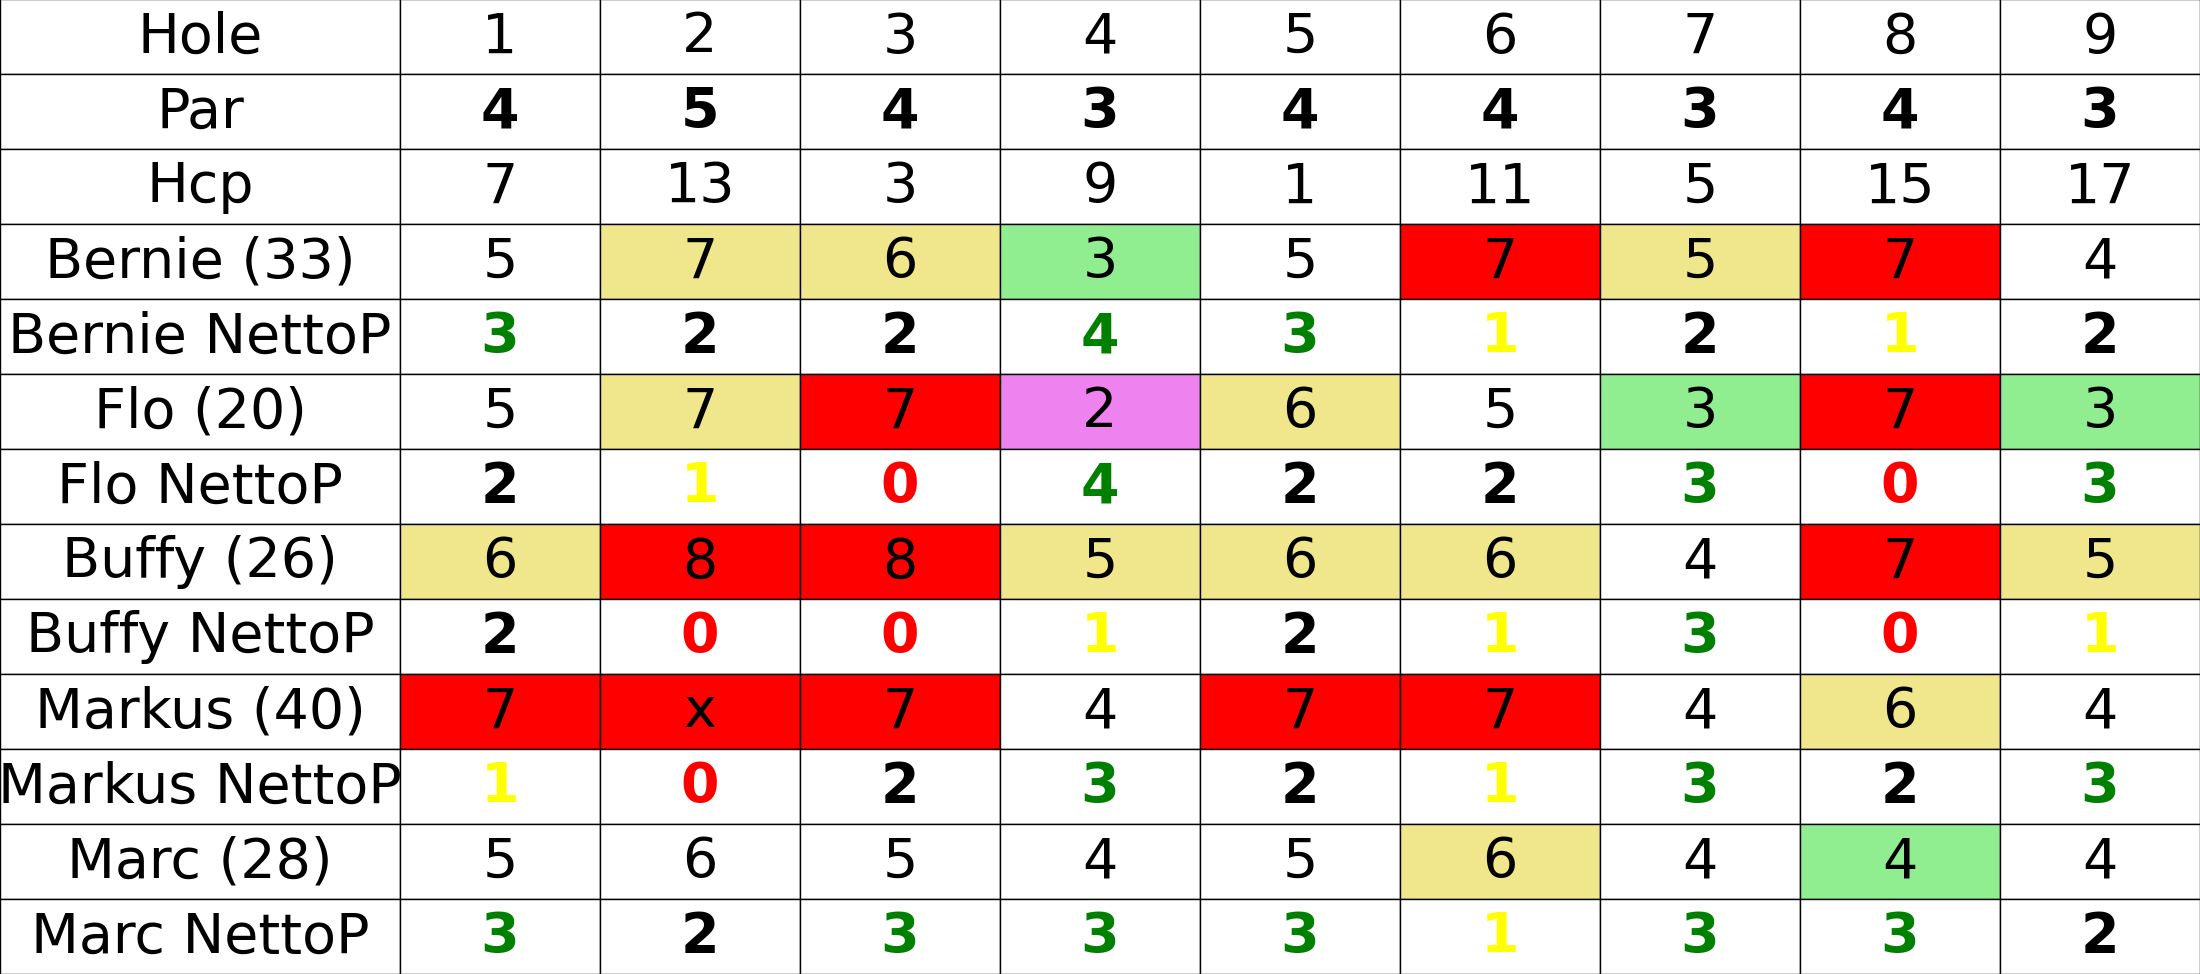 Hole 1 2 3 4 5 6 7 8 9
Par 4 5 4 3 4 4 3 4 3
Hcp 7 13 3 9 1 11 5 15 17
Bernie (33) 5 7 6 3 5 7 5 7 4
Bernie NettoP 3 2 2 4 3 1 2 1 2
Flo (20) 5 7 7 2 6 5 3 7 3
Flo NettoP 2 1 0 4 2 2 3 0 3
Buffy (26) 6 8 8 5 6 6 4 7 5
Buffy NettoP 2 0 0 1 2 1 3 0 1
Markus (40) 7 x 7 4 7 7 4 6 4
Markus NettoP 1 0 2 3 2 1 3 2 3
Marc (28) 5 6 5 4 5 6 4 4 4
Marc NettoP 3 2 3 3 3 1 3 3 2